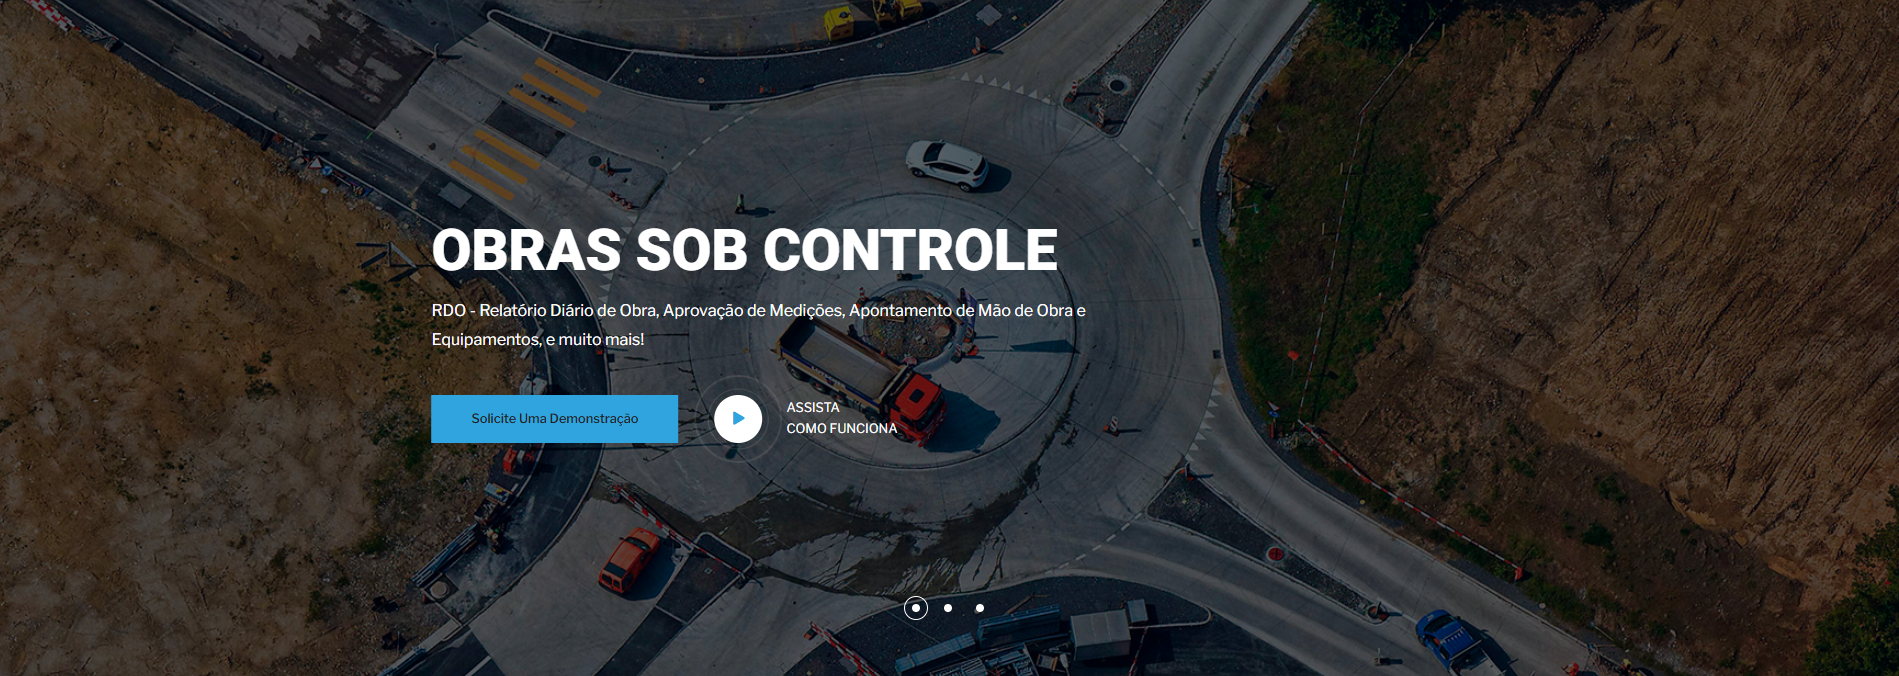 OBRAS SOB CONTROLE
RDO - Relatório Diário de Obra, Aprovação de Medições, Apontamento de Mão de Obra e
Equipamentos, e muito mais!
Solicite Uma Demonstração
ASSISTA
COMO FUNCIONA